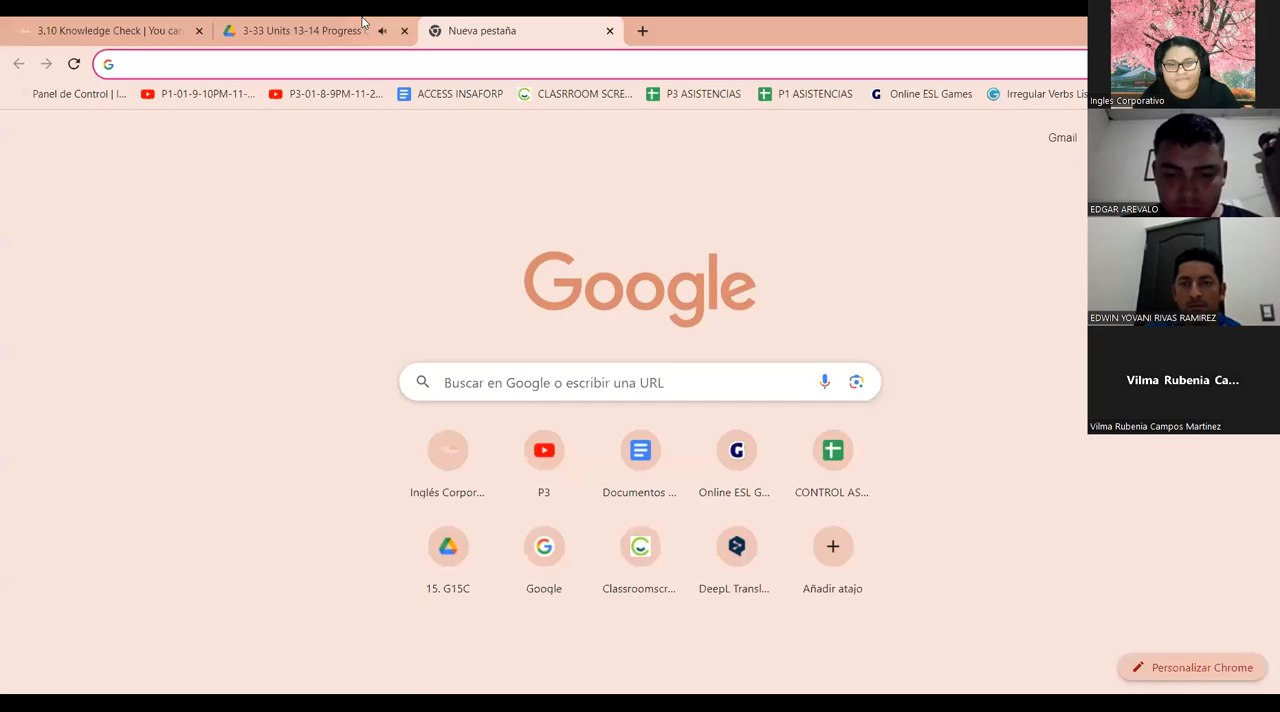 3.10 Knowledge Check | You can
3-33 Units 13-14 Progress
Nueva pestaña
Panel de Control | I...
P1-01-9-10PM-11-...
P3-01-8-9PM-11-2...
ACCESS INSAFORP
CLASRROOM SCRE...
P3 ASISTENCIAS
P1 ASISTENCIAS
Online ESL Games
Irregular Verbs Lis
Gmail
Google
Buscar en Google o escribir una URL
Inglés Corpor...
P3
Documentos ...
Online ESL G...
CONTROL AS...
15. G15C
Google
Classroomscr...
DeepL Transl...
Añadir atajo
Personalizar Chrome
Ingles Corporativo
EDGAR AREVALO
EDWIN YOVANI RIVAS RAMIREZ
Vilma Rubenia Ca...
Vilma Rubenia Campos Martinez